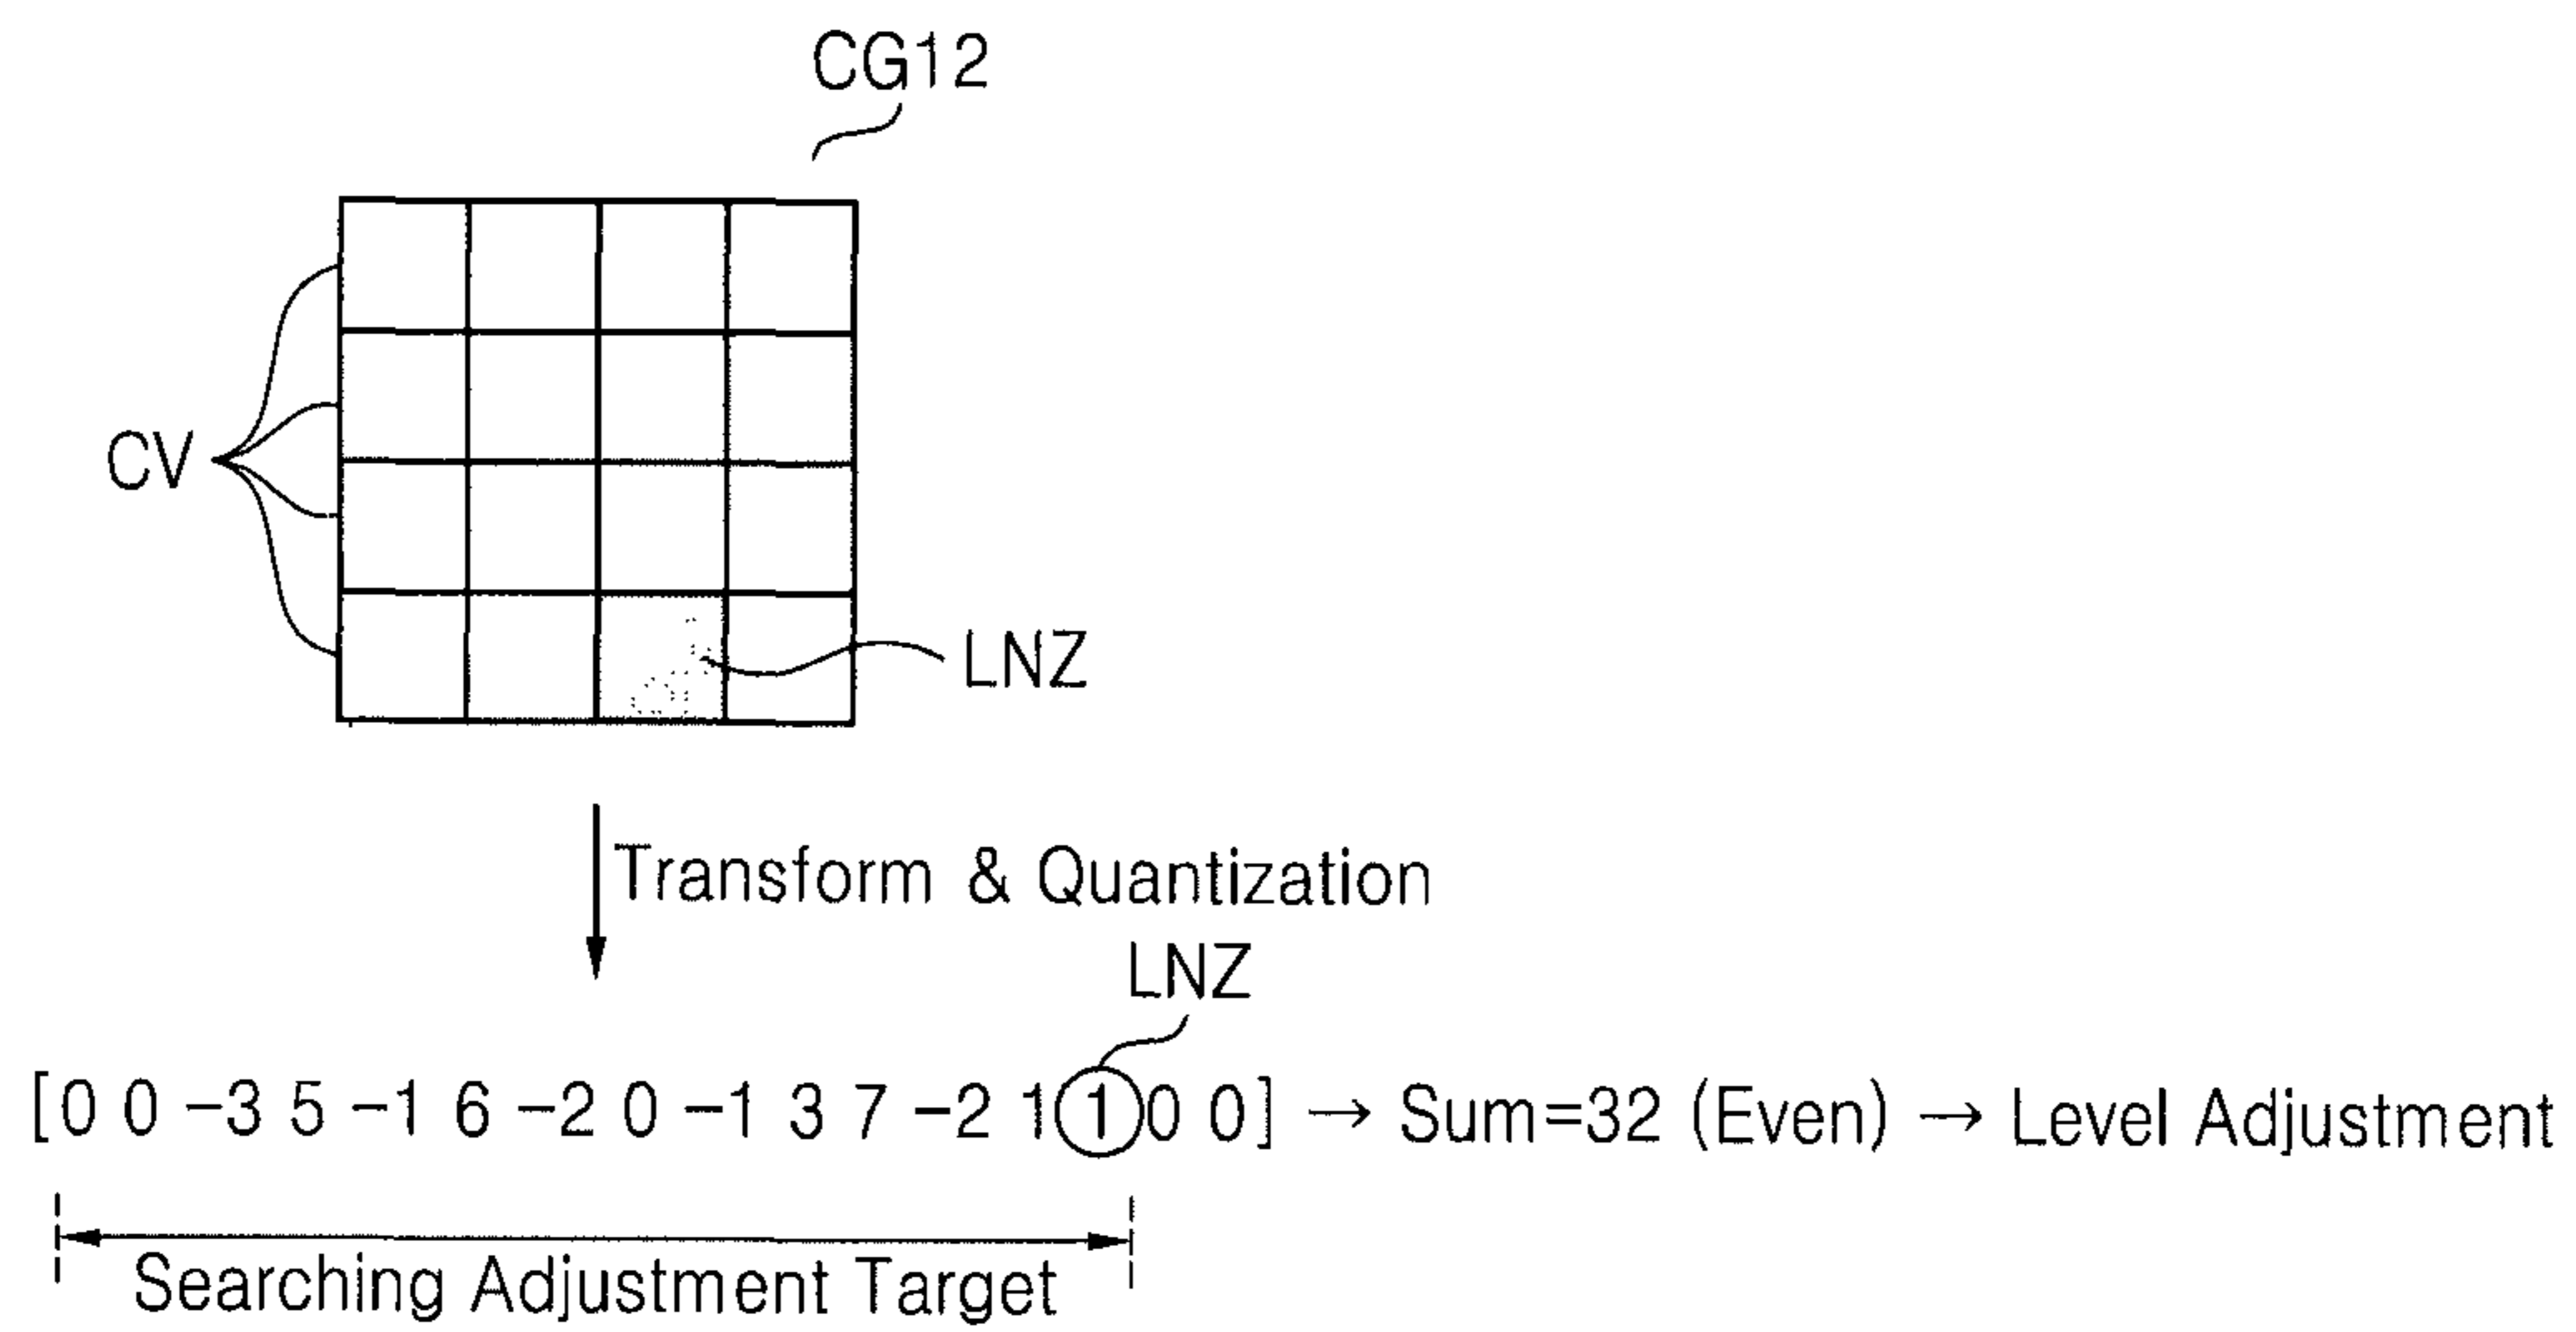 CG12
CV
LNZ
Transform & Quantization
LNZ
[0 0 -3 5 -1 6 -2 0 -1 3 7 -2 1 1 0 0] → Sum=32 (Even) → Level Adjustment
Searching Adjustment Target